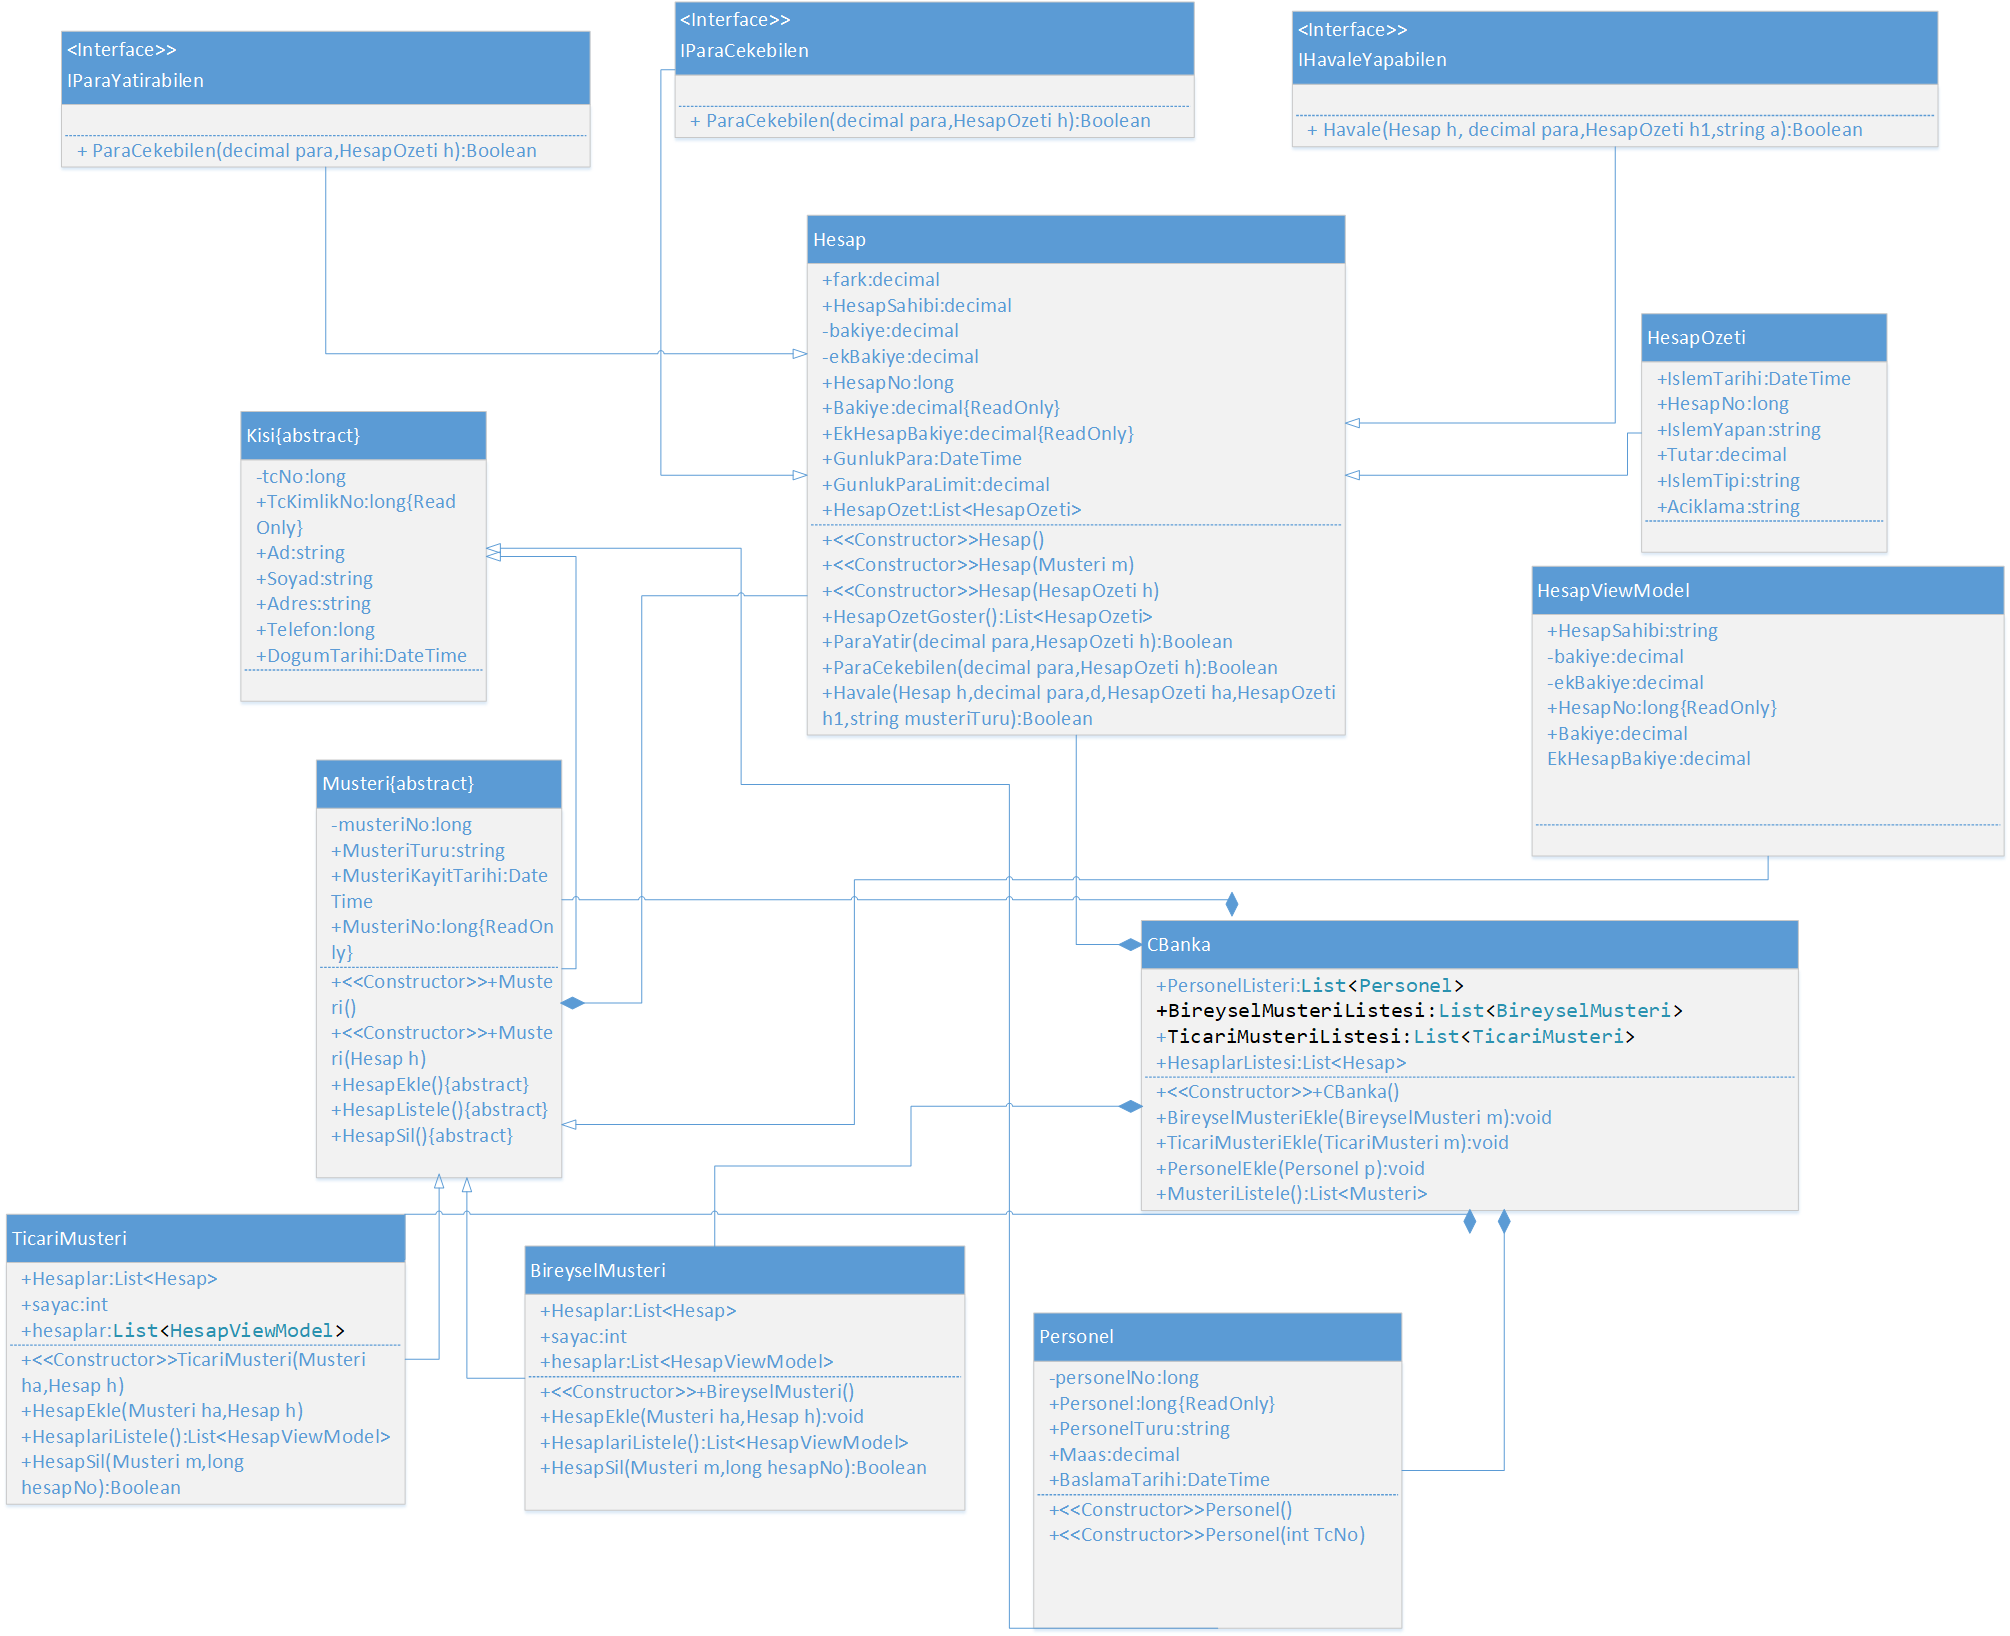 <Interface>>
IParaYatirabilen
+ ParaCekebilen(decimal para,HesapOzeti h):Boolean
<Interface>>
IParaCekebilen
+ ParaCekebilen(decimal para,HesapOzeti h):Boolean
<Interface>>
IHavaleYapabilen
+ Havale(Hesap h, decimal para,HesapOzeti h1,string a):Boolean
Hesap
+fark:decimal
+HesapSahibi:decimal
-bakiye:decimal
-ekBakiye:decimal
+HesapNo:long
+Bakiye:decimal{ReadOnly}
+EkHesapBakiye:decimal{ReadOnly}
+GunlukPara:DateTime
+GunlukParaLimit:decimal
+HesapOzet:List<HesapOzeti>
+<<Constructor>>Hesap()
+<<Constructor>>Hesap(Musteri m)
+<<Constructor>>Hesap(HesapOzeti h)
+HesapOzetGoster():List<HesapOzeti>
+ParaYatir(decimal para,HesapOzeti h):Boolean
+ParaCekebilen(decimal para,HesapOzeti h):Boolean
+Havale(Hesap h,decimal para,d,HesapOzeti ha,HesapOzeti
h1,string musteriTuru):Boolean
HesapOzeti
+IslemTarihi:DateTime
+HesapNo:long
+IslemYapan:string
+Tutar:decimal
+IslemTipi:string
+Aciklama:string
Kisi{abstract}
-tcNo:long
+TcKimlikNo:long{Read
Only}
+Ad:string
+Soyad:string
+Adres:string
+Telefon:long
+DogumTarihi:DateTime
HesapViewModel
+HesapSahibi:string
-bakiye:decimal
-ekBakiye:decimal
+HesapNo:long{ReadOnly}
+Bakiye:decimal
EkHesapBakiye:decimal
Musteri{abstract}
-musteriNo:long
+MusteriTuru:string
+MusteriKayitTarihi:Date
Time
+MusteriNo:long{ReadOn
ly}
+<<Constructor>>+Muste
ri()
+<<Constructor>>+Muste
ri(Hesap h)
+HesapEkle(){abstract}
+HesapListele(){abstract}
+HesapSil(){abstract}
CBanka
+PersonelListeri:List<Personel>
+BireyselMusteriListesi:List<BireyselMusteri>
+TicariMusteriListesi:List<TicariMusteri>
+HesaplarListesi:List<Hesap>
+<<Constructor>>+CBanka()
+BireyselMusteriEkle(BireyselMusteri m):void
+TicariMusteriEkle(TicariMusteri m):void
+PersonelEkle(Personel p):void
+MusteriListele():List<Musteri>
TicariMusteri
+Hesaplar:List<Hesap>
+sayac:int
+hesaplar:List<HesapViewModel>
+<<Constructor>>TicariMusteri(Musteri
ha,Hesap h)
+HesapEkle(Musteri ha,Hesap h)
+HesaplariListele():List<HesapViewModel>
+HesapSil(Musteri m,long
hesapNo):Boolean
BireyselMusteri
+Hesaplar:List<Hesap>
+sayac:int
+hesaplar:List<HesapViewModel>
+<<Constructor>>+BireyselMusteri()
+HesapEkle(Musteri ha,Hesap h):void
+HesaplariListele():List<HesapViewModel>
+HesapSil(Musteri m,long hesapNo):Boolean
Personel
-personelNo:long
+Personel:long{ReadOnly}
+PersonelTuru:string
+Maas:decimal
+BaslamaTarihi:DateTime
+<<Constructor>>Personel()
+<<Constructor>>Personel(int TcNo)